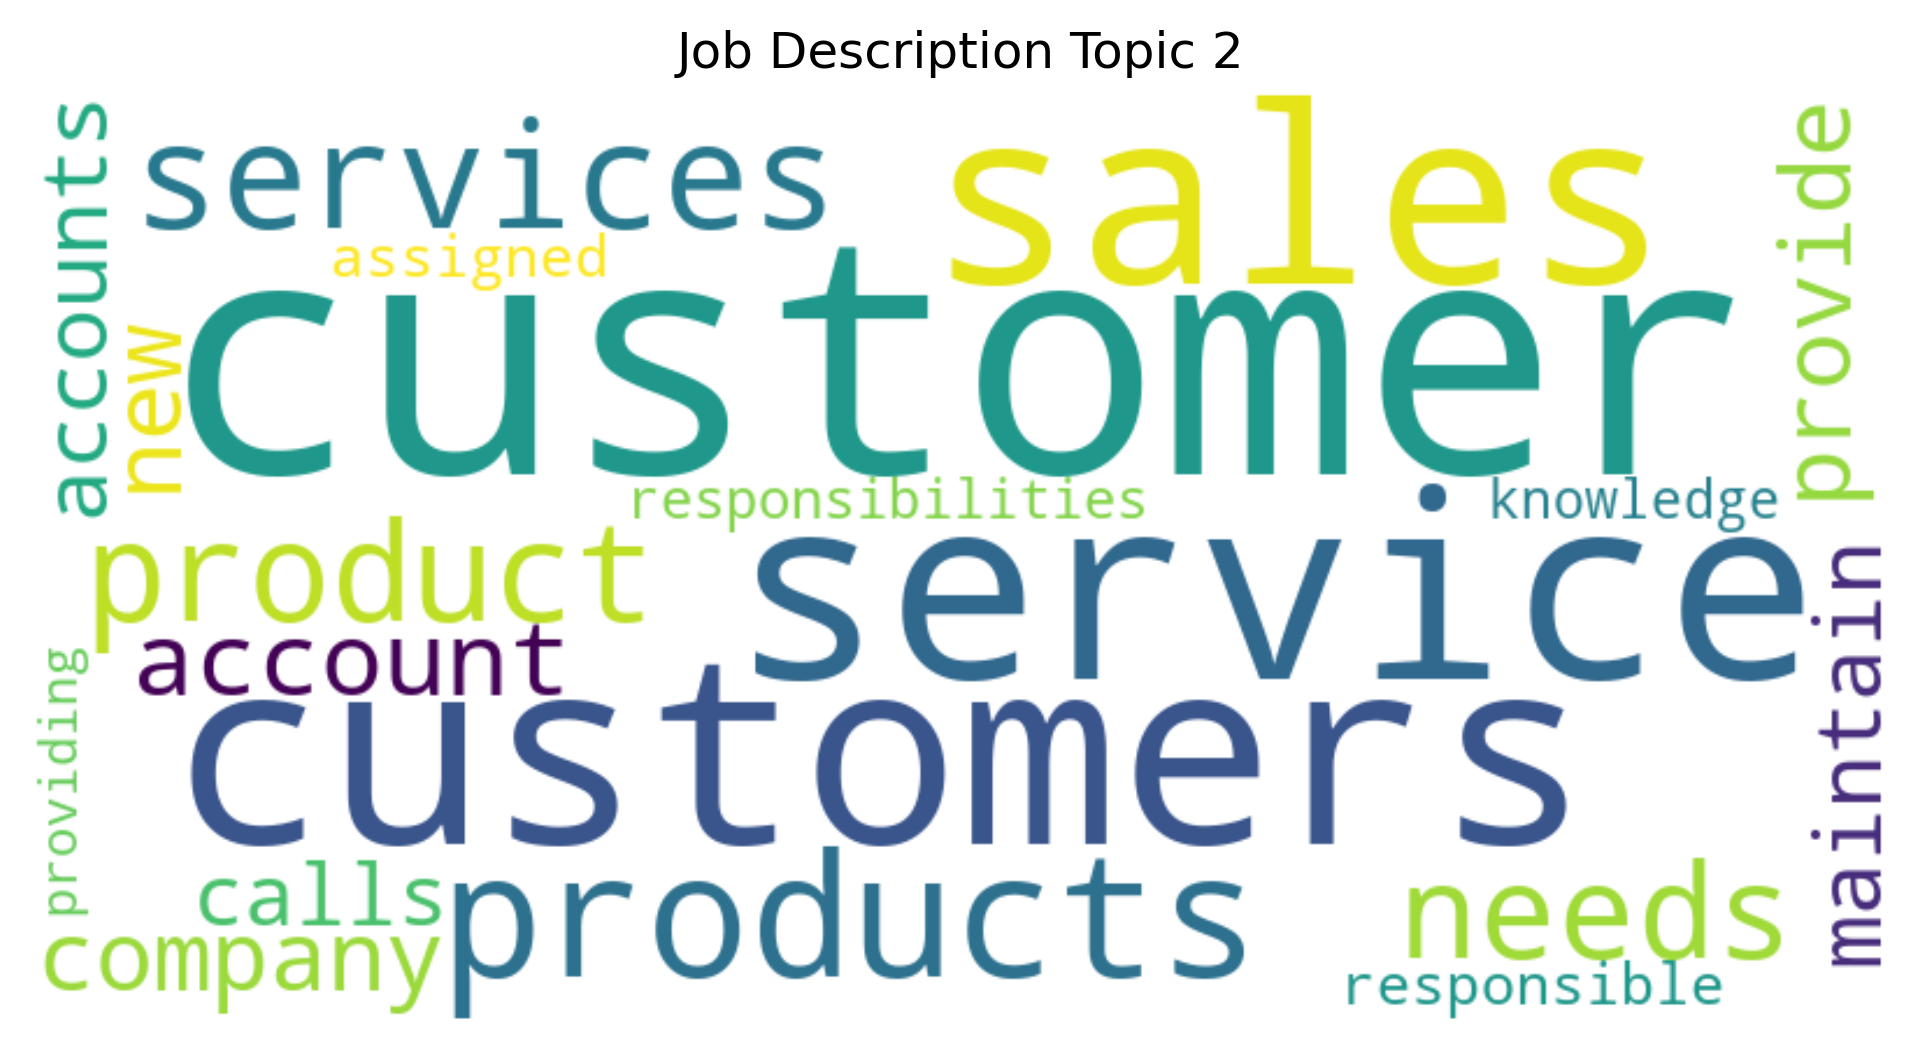 Job Description Topic 2
accounts
services
sales
provide
assigned
new
customer
responsibilities
knowledge
product
service
maintain
account
providing
customers
calls
products
needs
company
responsible